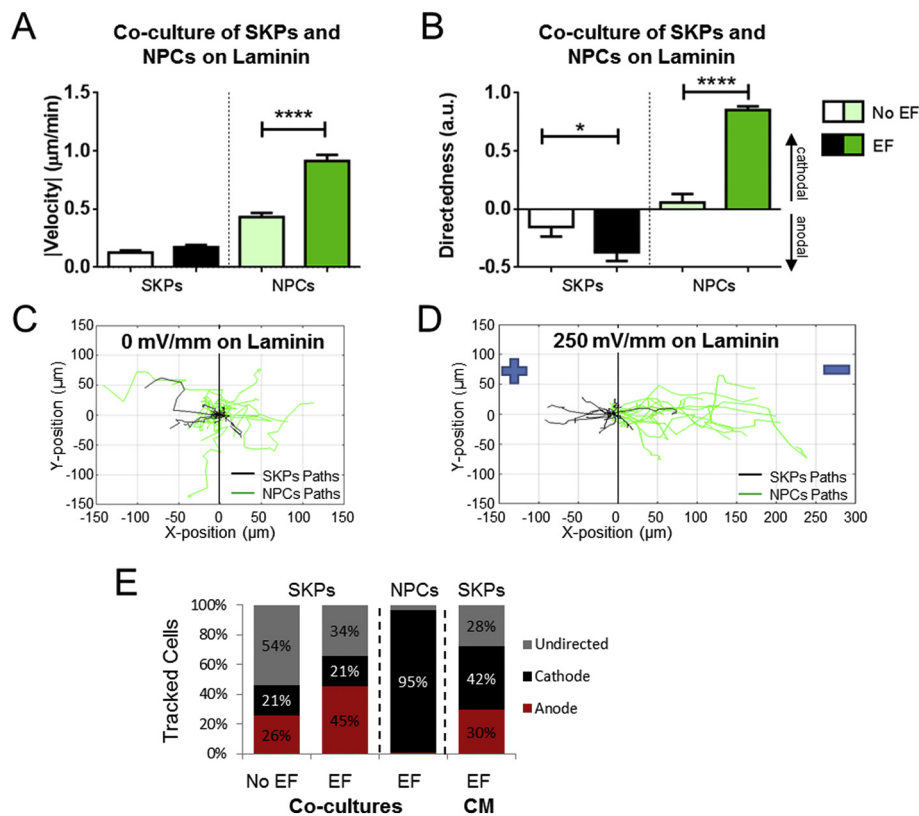 A
Co-culture of SKPs and
NPCs on Laminin
|Velocity| (µm/min)
1.5
1.0
0.5
0.0
****
SKPs
NPCs
B
Co-culture of SKPs and
NPCs on Laminin
Directedness (a.u.)
1.0
0.5
0.0
-0.5
*
****
SKPs
NPCs
cathodal
anodal
No EF
EF
C
0 mV/mm on Laminin
Y-position (µm)
150
100
50
0
-50
-100
-150
SKPs Paths
NPCs Paths
-150 -100 -50 0 50 100 150
X-position (µm)
D
250 mV/mm on Laminin
Y-position (µm)
150
100
50
0
-50
-100
-150
SKPs Paths
NPCs Paths
-150 -100 -50 0 50 100 150 200 250 300
X-position (µm)
E
SKPs NPCs SKPs
Tracked Cells
100%
80%
60%
40%
20%
0%
54%
21%
26%
34%
21%
45%
95%
28%
42%
30%
Undirected
Cathode
Anode
No EF EF EF EF
Co-cultures CM